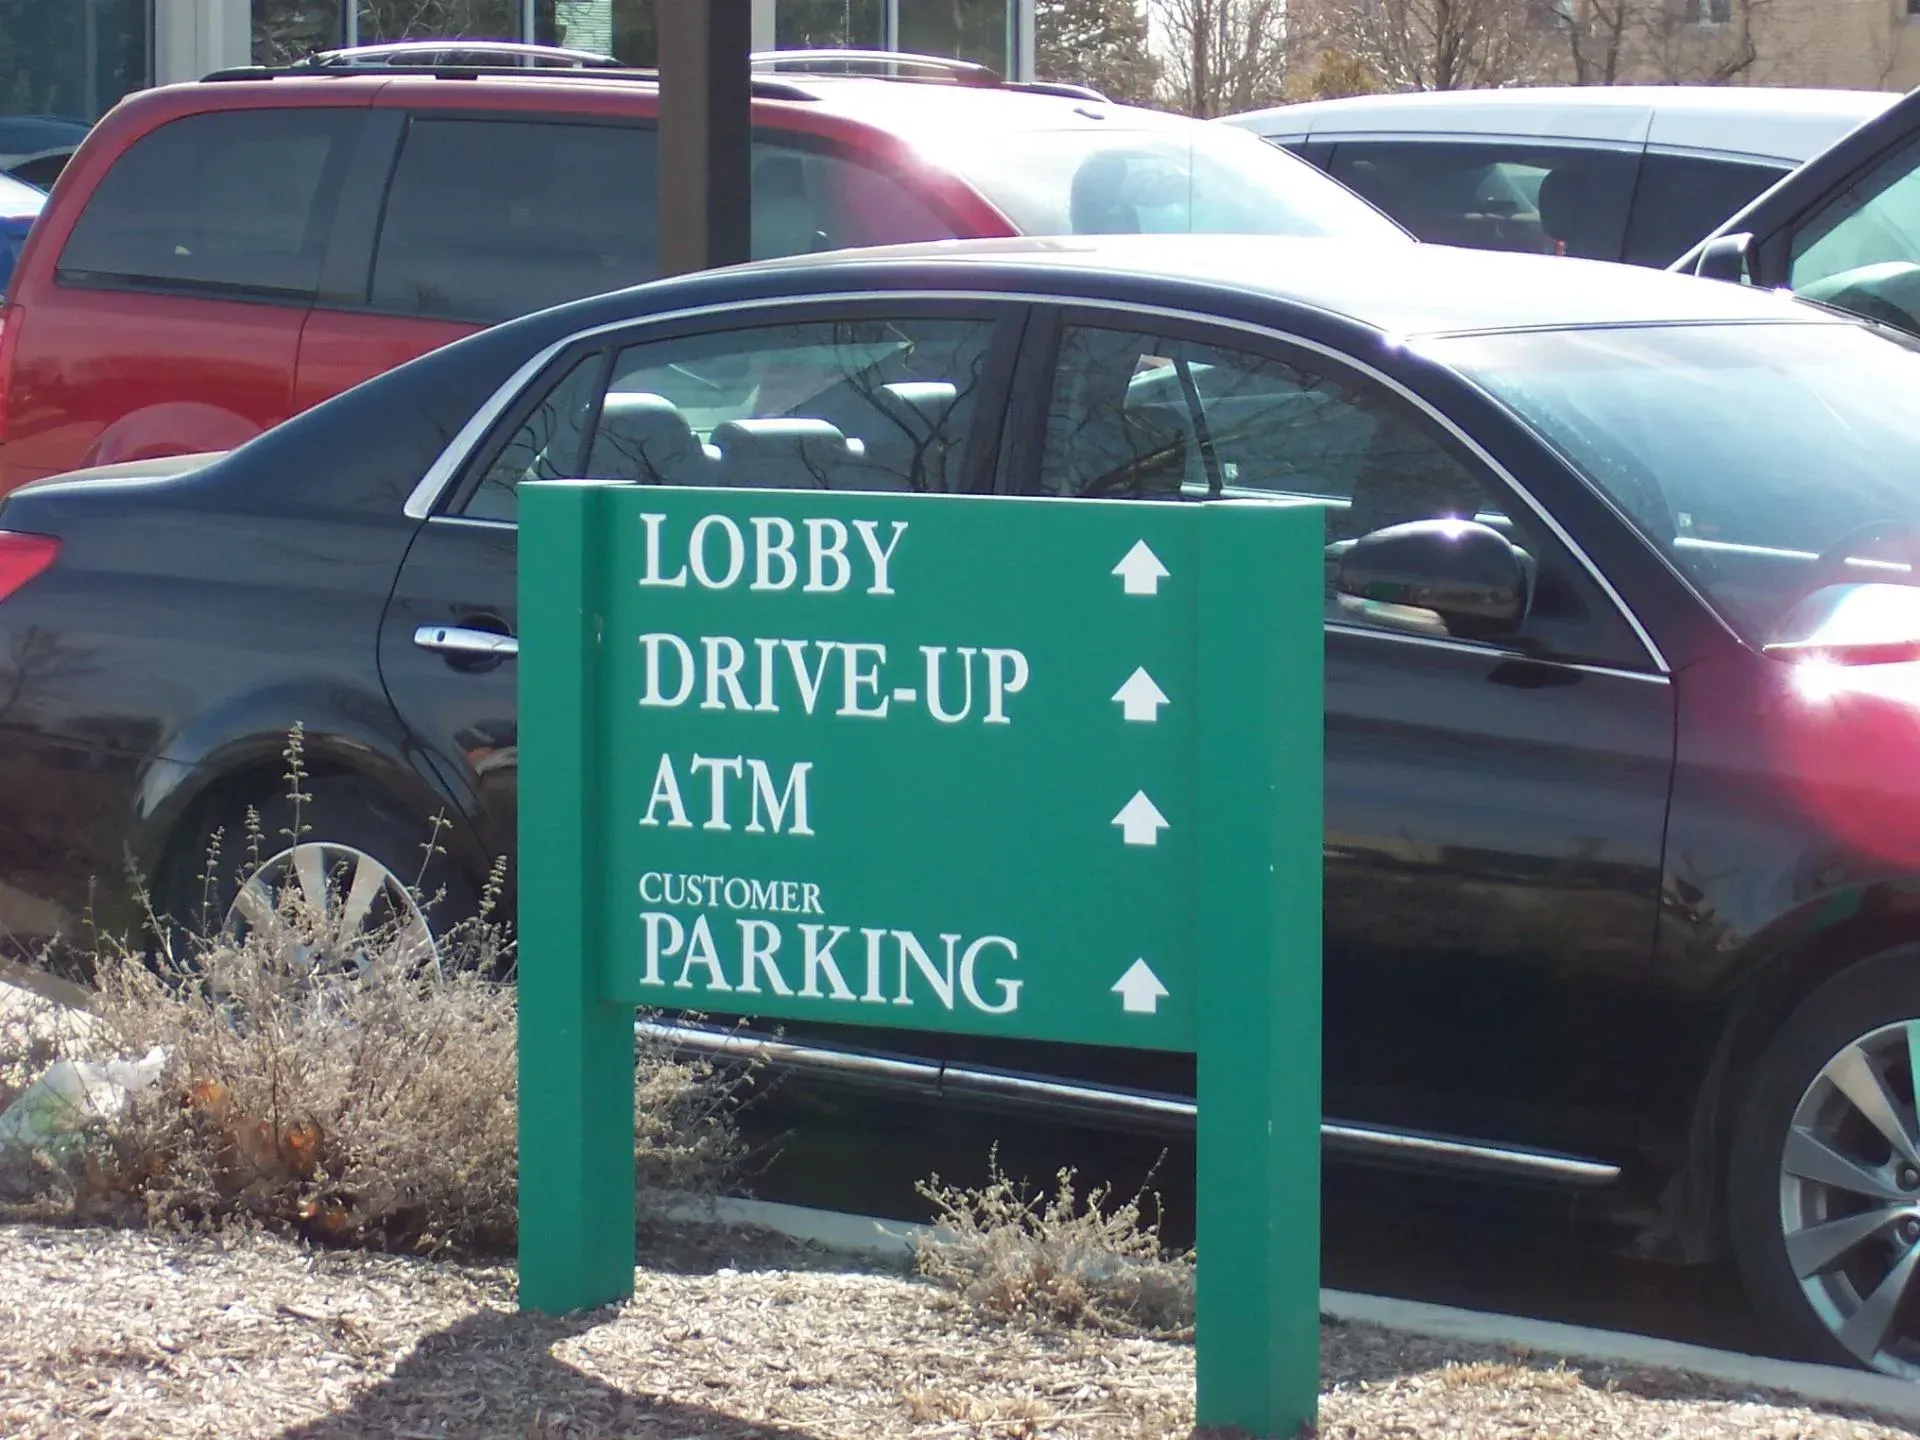 LOBBY
DRIVE-UP
ATM
CUSTOMER
PARKING